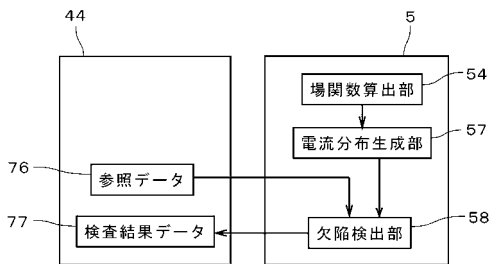 44
5
場関数算出部
54
電流分布生成部
57
76
参照データ
77
検査結果データ
欠陥検出部
58